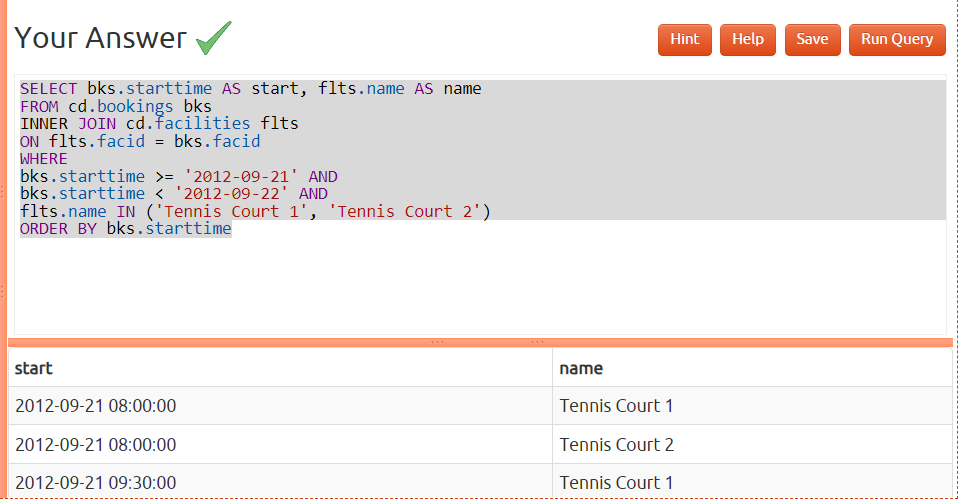 Your Answer
Hint Help Save Run Query
SELECT bks.starttime AS start, flts.name AS name
FROM cd.bookings bks
INNER JOIN cd.facilities flts
ON flts.facid = bks.facid
WHERE
bks.starttime >= '2012-09-21' AND
bks.starttime < '2012-09-22' AND
flts.name IN ('Tennis Court 1', 'Tennis Court 2')
ORDER BY bks.starttime
start name
2012-09-21 08:00:00 Tennis Court 1
2012-09-21 08:00:00 Tennis Court 2
2012-09-21 09:30:00 Tennis Court 1